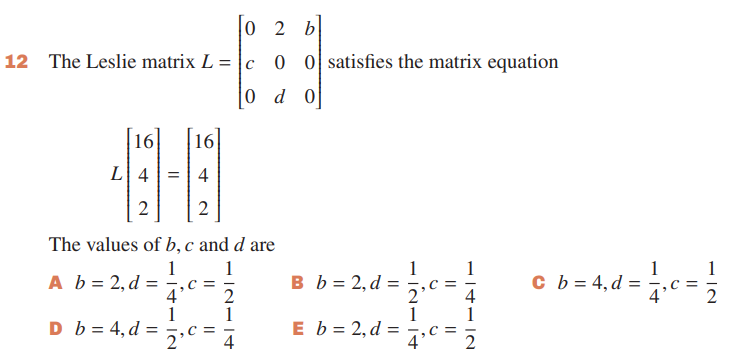 12 The Leslie matrix L = [0 2 b; c 0 0; 0 d 0] satisfies the matrix equation
L [16; 4; 2] = [16; 4; 2]
The values of b, c and d are
A b = 2, d = 1/4, c = 1/2 B b = 2, d = 1/2, c = 1/4 C b = 4, d = 1/4, c = 1/2
D b = 4, d = 1/2, c = 1/4 E b = 2, d = 1/4, c = 1/2